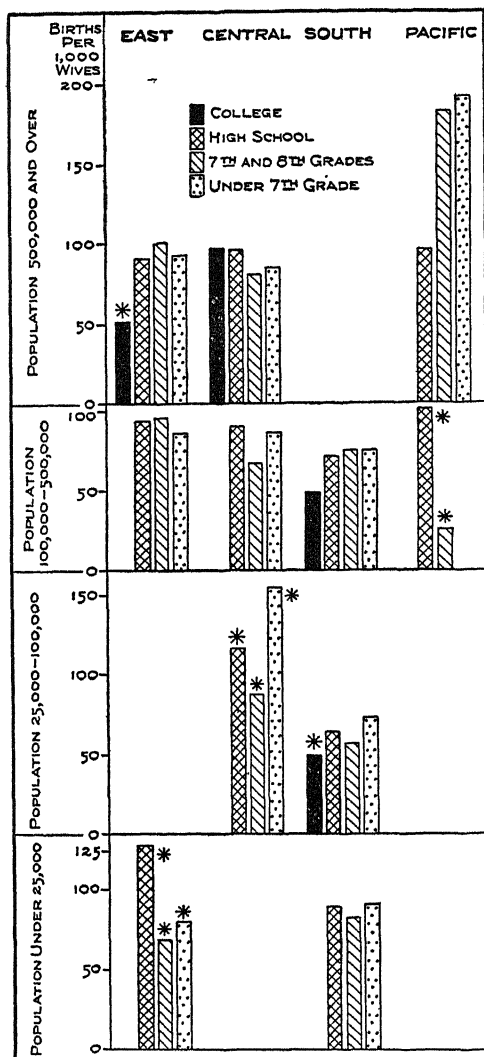 BIRTHS
PER
1,000
WIVES
EAST CENTRAL SOUTH PACIFIC
COLLEGE
HIGH SCHOOL
7TH AND 8TH GRADES
UNDER 7TH GRADE
POPULATION 500,000 AND OVER
200
150
100
50
0
*
POPULATION
100,000-500,000
100
50
0
*
*
POPULATION 25,000-100,000
150
100
50
0
*
*
*
*
POPULATION UNDER 25,000
125
100
50
0
*
*
*